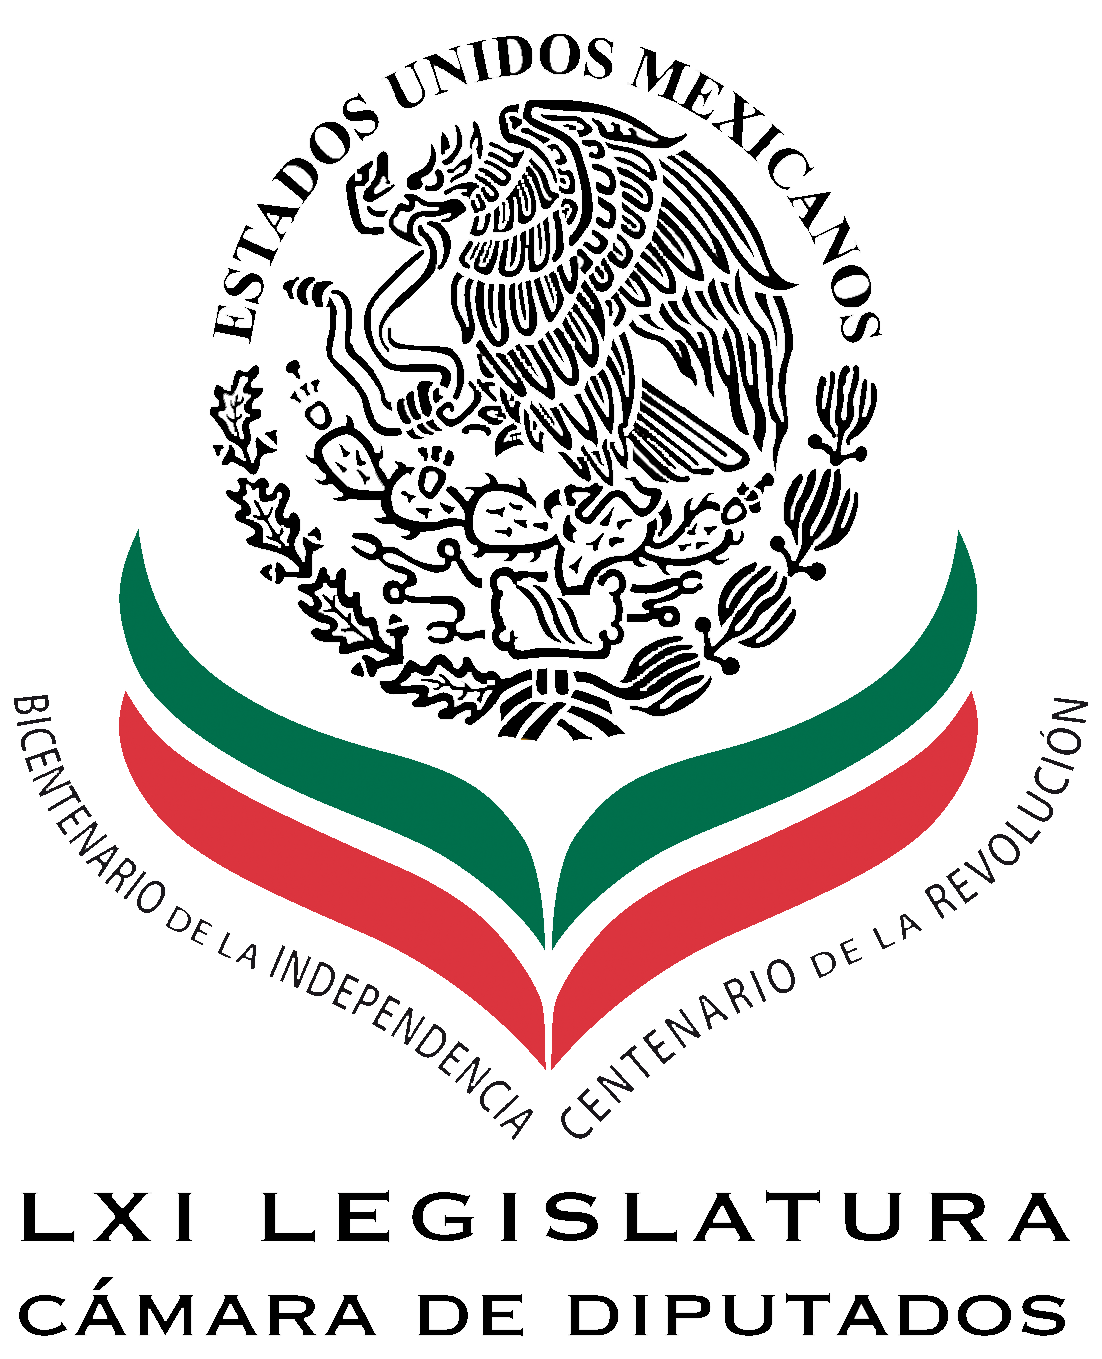 ESTADOS UNIDOS MEXICANOS
BICENTENARIO DE LA INDEPENDENCIA
CENTENARIO DE LA REVOLUCIÓN
LXI LEGISLATURA
CÁMARA DE DIPUTADOS